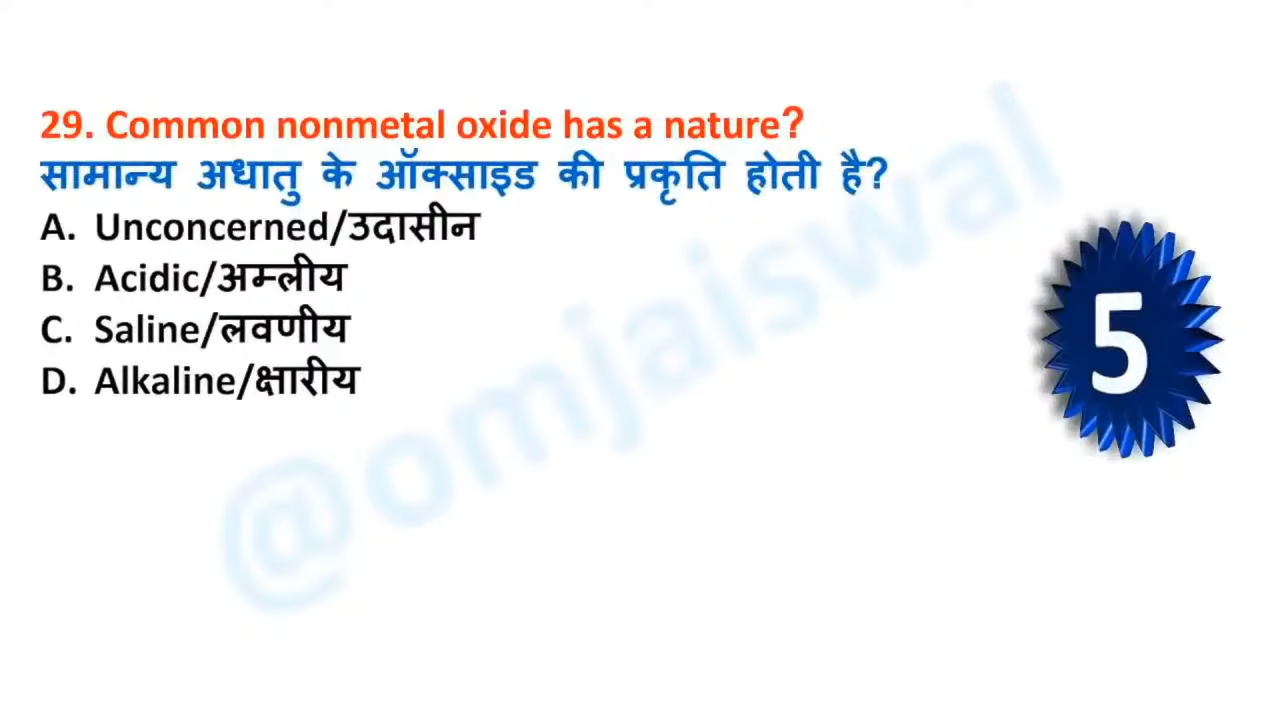 29. Common nonmetal oxide has a nature?
सामान्य अधातु के ऑक्साइड की प्रकृति होती है?
A. Unconcerned/उदासीन
B. Acidic/अम्लीय
C. Saline/लवणीय
D. Alkaline/क्षारीय
5
@omjaiswal